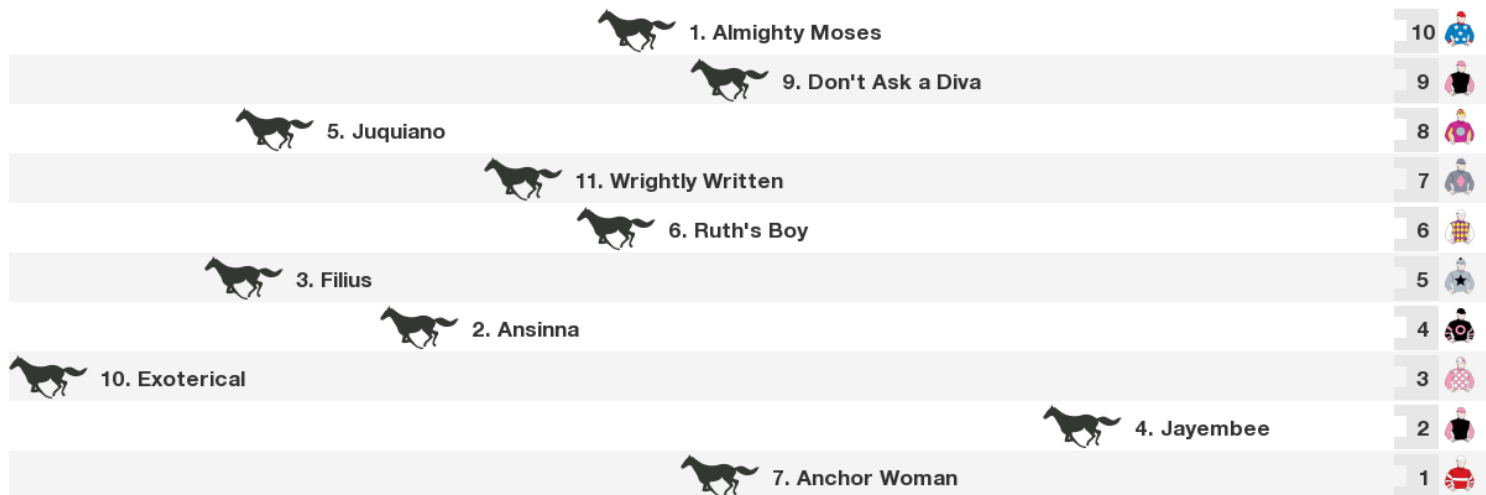 1. Almighty Moses 10
9. Don't Ask a Diva 9
5. Juquiano 8
11. Wrightly Written 7
6. Ruth's Boy 6
3. Filius 5
2. Ansinna 4
10. Exoterical 3
4. Jayembee 2
7. Anchor Woman 1